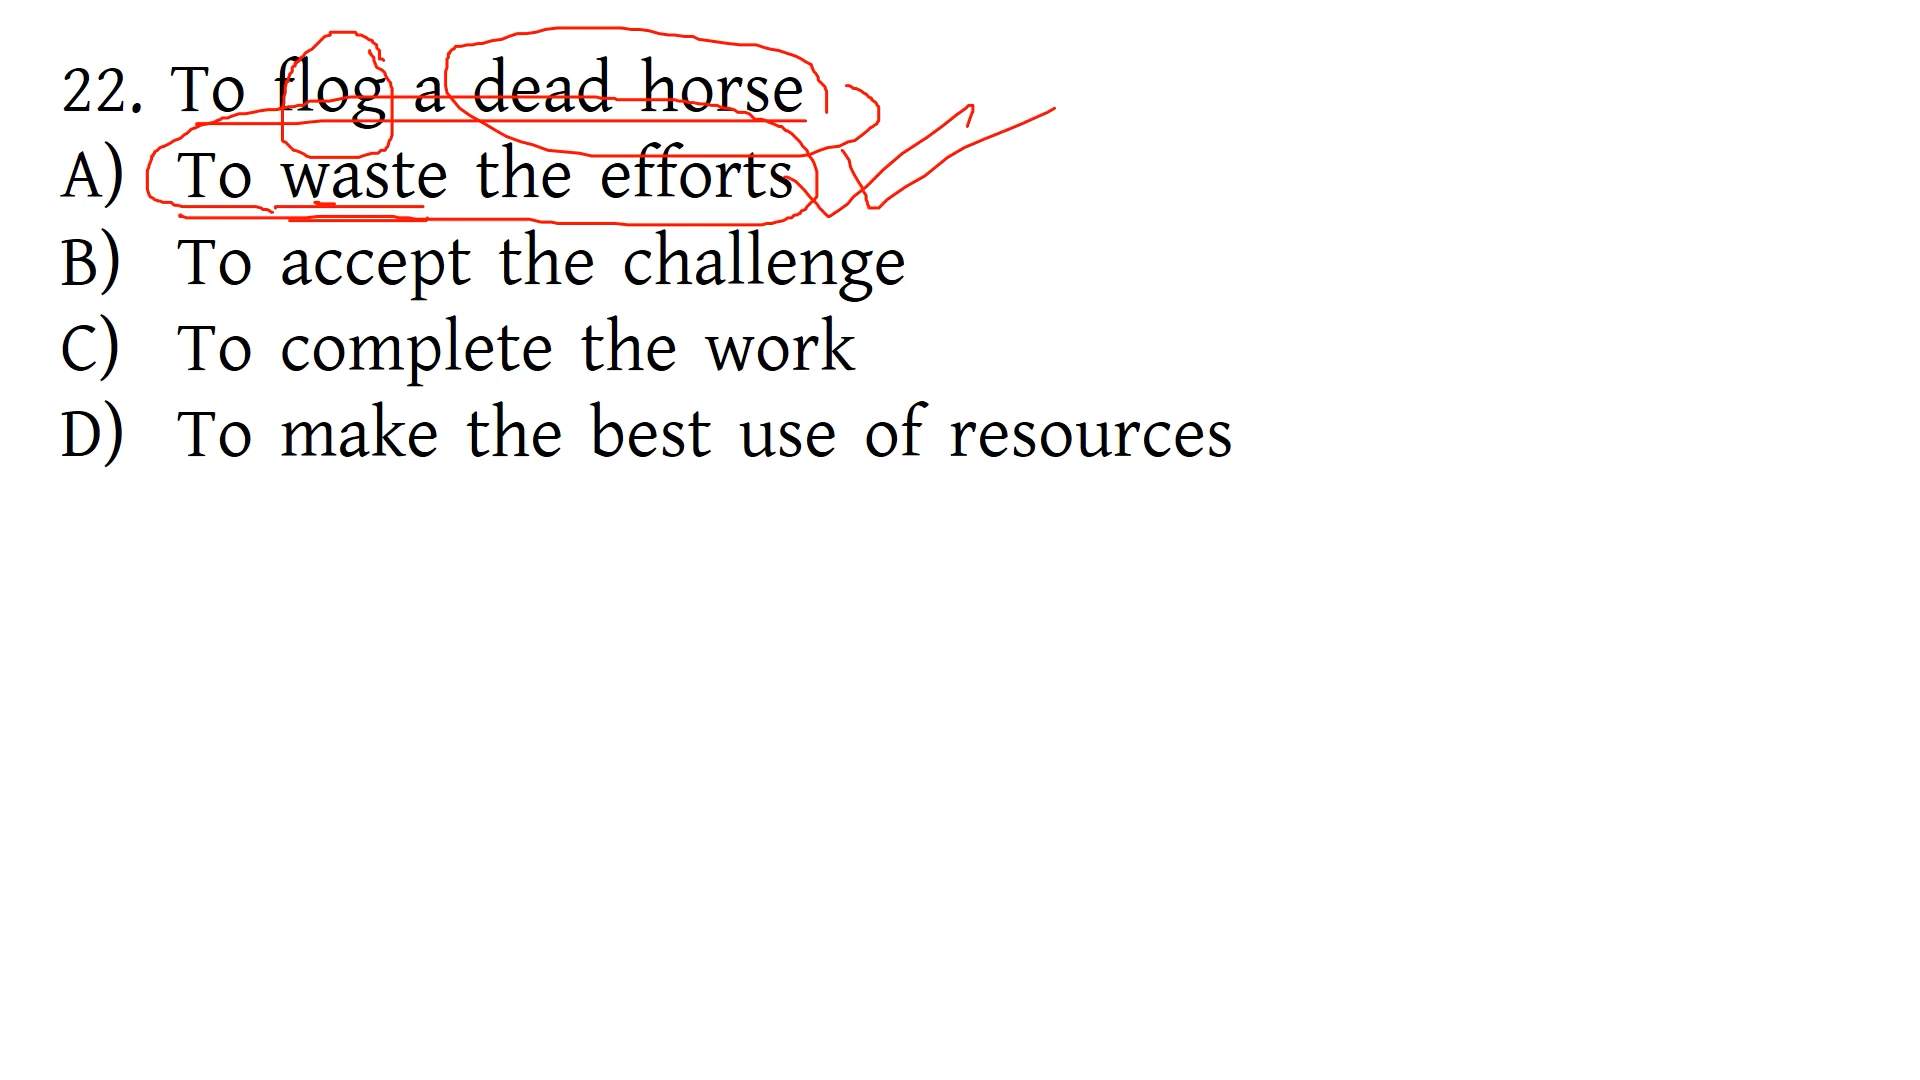 22. To flog a dead horse
A) To waste the efforts
B) To accept the challenge
C) To complete the work
D) To make the best use of resources